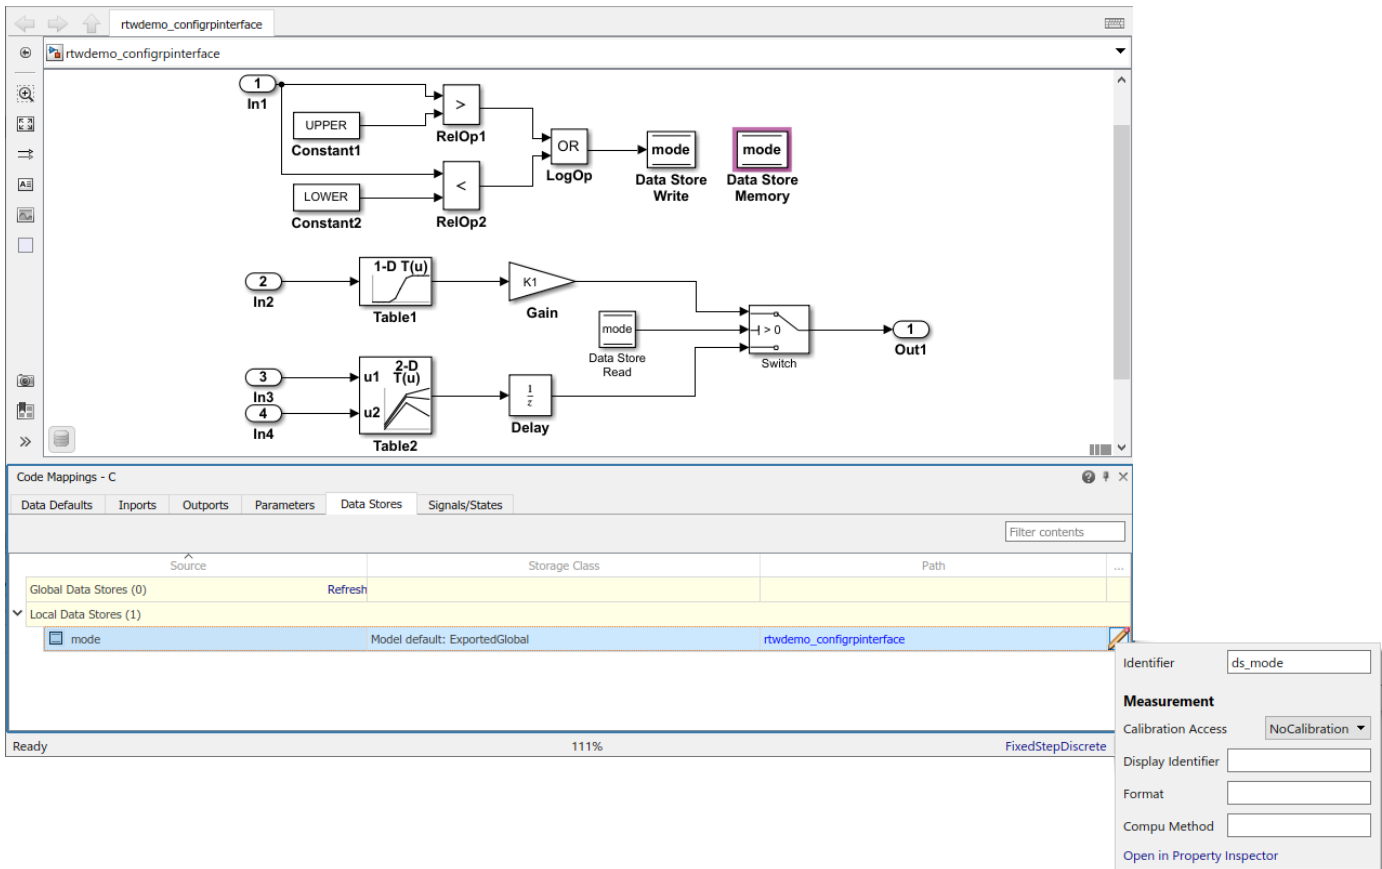 rtwdemo_configrpinterface
rtwdemo_configrpinterface
1
In1
UPPER
Constant1
>
RelOp1
LOWER
Constant2
<
RelOp2
OR
LogOp
mode
Data Store
Write
mode
Data Store
Memory
2
In2
1-D T(u)
Table1
K1
Gain
mode
Data Store
Read
> 0
Switch
1
Out1
3
In3
4
In4
2-D
T(u)
u1
u2
Table2
1
z
Delay
Code Mappings - C
Data Defaults Inports Outports Parameters Data Stores Signals/States
Filter contents
Source Storage Class Path ...
Global Data Stores (0) Refresh
Local Data Stores (1)
mode Model default: ExportedGlobal rtwdemo_configrpinterface
Ready 111% FixedStepDiscrete
Identifier ds_mode
Measurement
Calibration Access NoCalibration
Display Identifier
Format
Compu Method
Open in Property Inspector